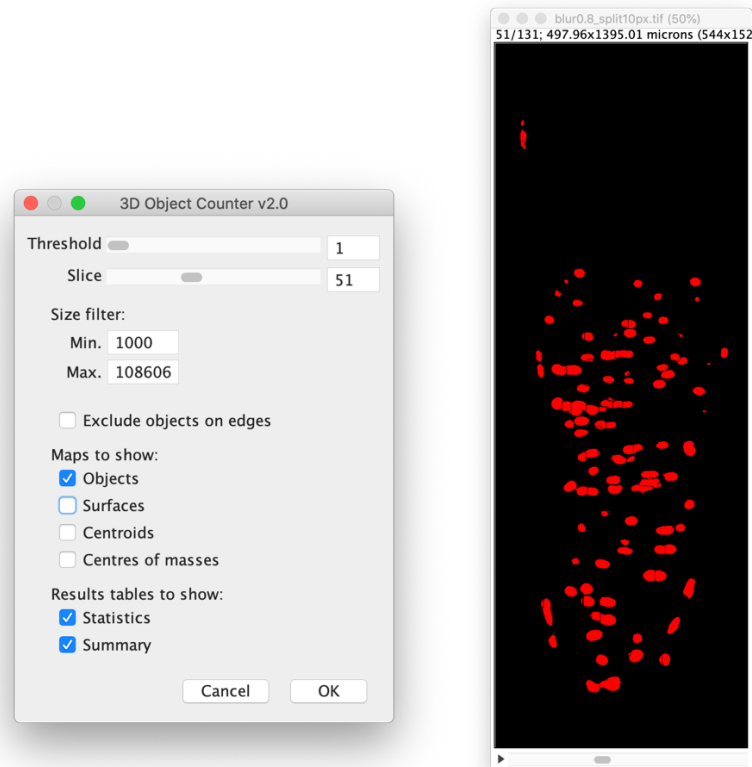 blur0.8_split10px.tif (50%)
51/131; 497.96x1395.01 microns (544x152
3D Object Counter v2.0
Threshold 1
Slice 51
Size filter:
Min. 1000
Max. 108606
Exclude objects on edges
Maps to show:
Objects
Surfaces
Centroids
Centres of masses
Results tables to show:
Statistics
Summary
Cancel OK